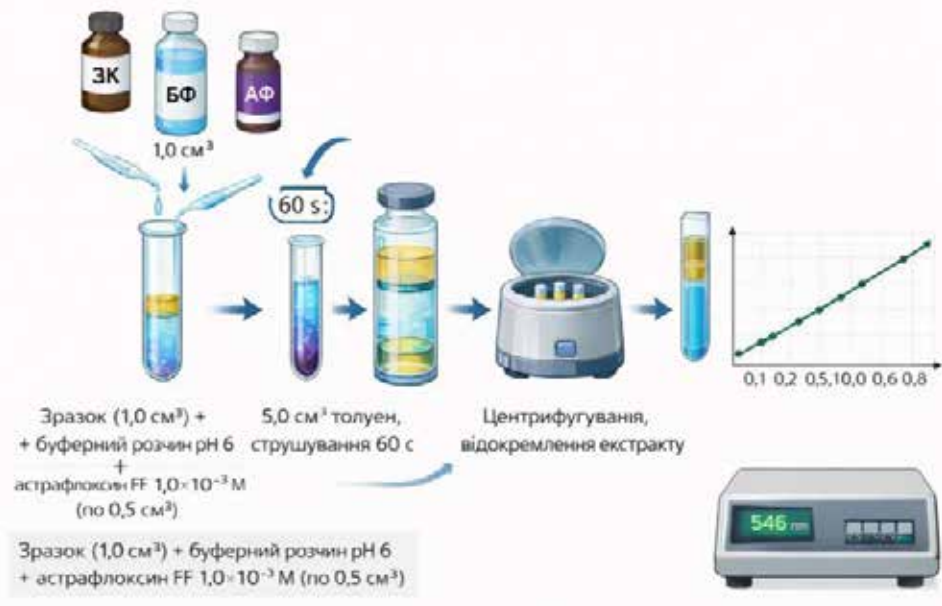 ЗК
БФ
АФ
1,0 см³
60 s:
0,1 0,2 0,5,10,0 0,6 0,8
Зразок (1,0 см³) +
+ буферний розчин pH 6
+
астрафлоксин FF 1,0×10⁻³ М
(по 0,5 см³)
5,0 см³ толуен,
струшування 60 с
Центрифугуванія,
відокремлення екстракту
546 nm
Зразок (1,0 см³) + буферний розчин pH 6
+ астрафлоксин FF 1,0×10⁻³ М (по 0,5 см³)